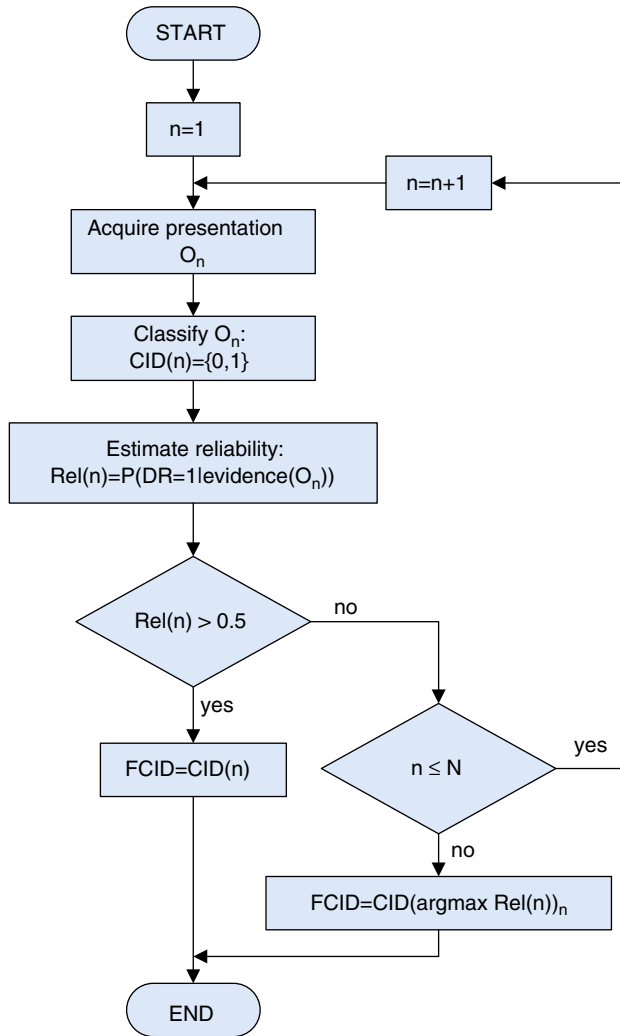 START
n=1
n=n+1
Acquire presentation
Oₙ
Classify Oₙ:
CID(n)={0,1}
Estimate reliability:
Rel(n)=P(DR=1|evidence(Oₙ))
Rel(n) > 0.5
no
yes
FCID=CID(n)
n ≤ N
yes
no
FCID=CID(argmax Rel(n))ₙ
END